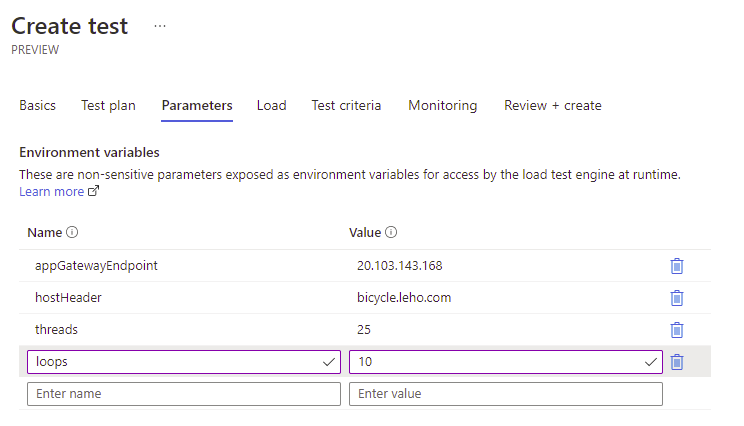 Create test ...
PREVIEW
Basics Test plan Parameters Load Test criteria Monitoring Review + create
Environment variables
These are non-sensitive parameters exposed as environment variables for access by the load test engine at runtime.
Learn more
Name Value
appGatewayEndpoint 20.103.143.168
hostHeader bicycle.leho.com
threads 25
loops 10
Enter name Enter value